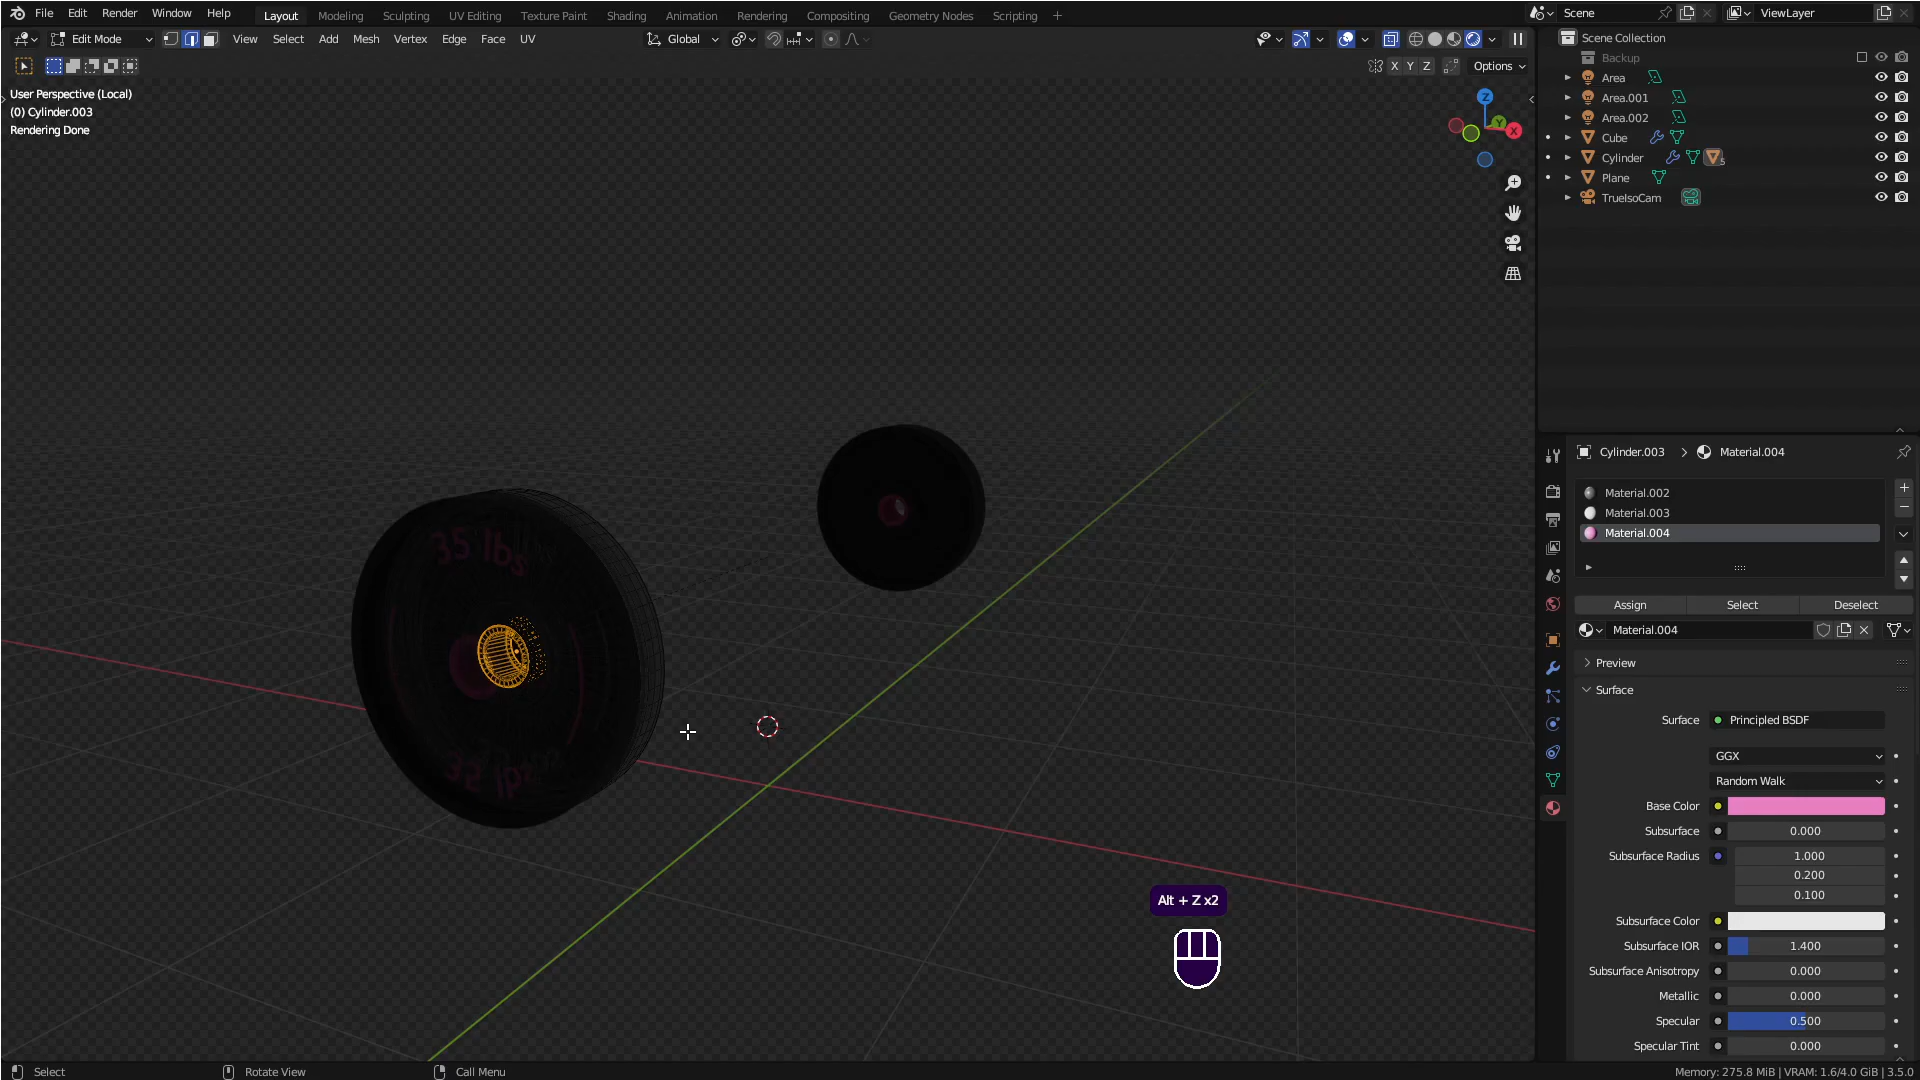 File Edit Render Window Help Layout Modeling Sculpting UV Editing Texture Paint Shading Animation Rendering Compositing Geometry Nodes Scripting + Scene ViewLayer
Edit Mode View Select Add Mesh Vertex Edge Face UV Global
X Y Z Options
User Perspective (Local)
(0) Cylinder.003
Rendering Done
Z
Y
X
35 lbs
35 lbs
Alt + Z x2
Scene Collection
Backup
Area
Area.001
Area.002
Cube
Cylinder 5
Plane
TrueIsoCam
Cylinder.003 > Material.004
Material.002
Material.003
Material.004
Assign Select Deselect
Material.004
Preview
Surface
Surface Principled BSDF
GGX
Random Walk
Base Color
Subsurface 0.000
Subsurface Radius 1.000
0.200
0.100
Subsurface Color
Subsurface IOR 1.400
Subsurface Anisotropy 0.000
Metallic 0.000
Specular 0.500
Specular Tint 0.000
Select Rotate View Call Menu Memory: 275.8 MiB | VRAM: 1.6/4.0 GiB | 3.5.0